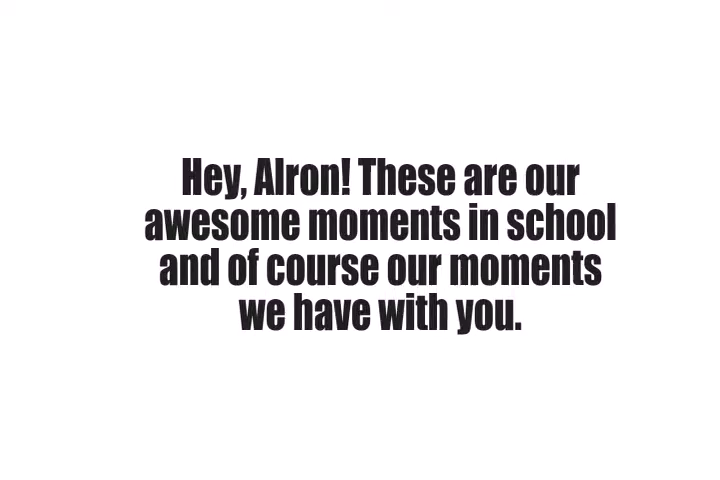 Hey, Alron! These are our
awesome moments in school
and of course our moments
we have with you.